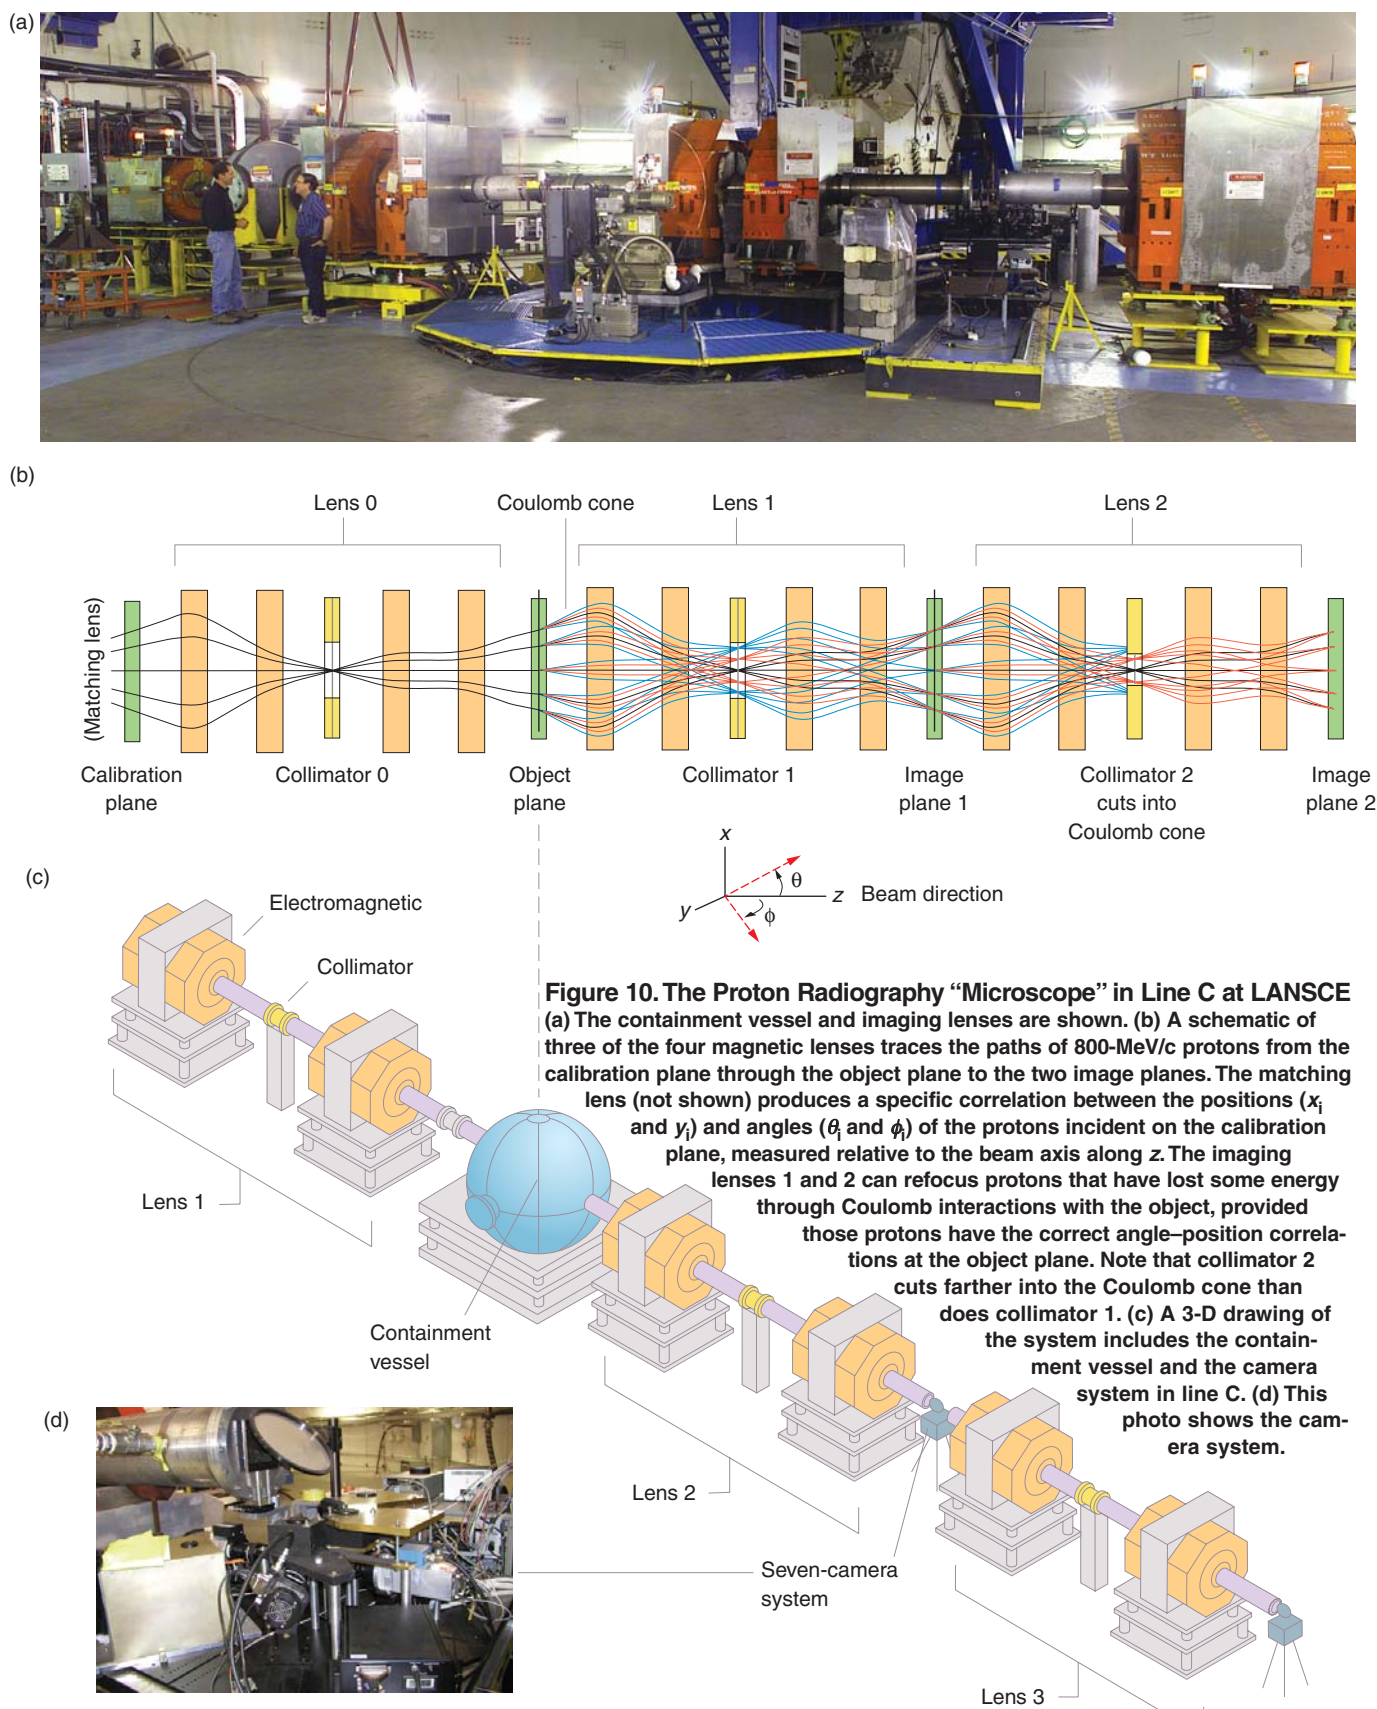 (a)
(b)
Lens 0
Coulomb cone
Lens 1
Lens 2
(Matching lens)
Calibration
plane
Collimator 0
Object
plane
Collimator 1
Image
plane 1
Collimator 2
cuts into
Coulomb cone
Image
plane 2
x
θ
z
Beam direction
y
ϕ
(c)
Electromagnetic
Collimator
Figure 10. The Proton Radiography “Microscope” in Line C at LANSCE
(a) The containment vessel and imaging lenses are shown. (b) A schematic of
three of the four magnetic lenses traces the paths of 800-MeV/c protons from the
calibration plane through the object plane to the two image planes. The matching
lens (not shown) produces a specific correlation between the positions (xi
and yi) and angles (θi and ϕi) of the protons incident on the calibration
plane, measured relative to the beam axis along z. The imaging
lenses 1 and 2 can refocus protons that have lost some energy
through Coulomb interactions with the object, provided
those protons have the correct angle–position correla-
tions at the object plane. Note that collimator 2
cuts farther into the Coulomb cone than
does collimator 1. (c) A 3-D drawing of
the system includes the contain-
ment vessel and the camera
system in line C. (d) This
photo shows the cam-
era system.
Lens 1
Containment
vessel
(d)
Lens 2
Seven-camera
system
Lens 3